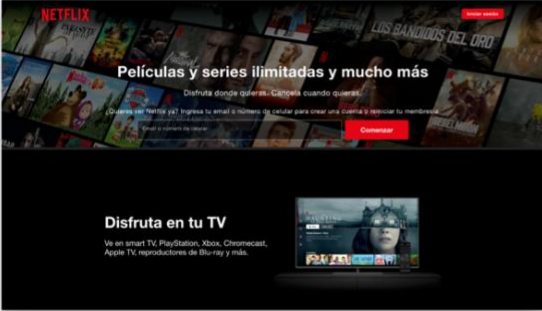 NETFLIX
Iniciar sesión
LOS BANDIDOS DEL ORO
Películas y series ilimitadas y mucho más
Disfruta donde quieras. Cancela cuando quieras.
¿Quieres ver Netflix ya? Ingresa tu email o número de celular para crear una cuenta o reiniciar tu membresía.
Email o número de celular
Comenzar
Disfruta en tu TV
Ve en smart TV, PlayStation, Xbox, Chromecast,
Apple TV, reproductores de Blu-ray y más.